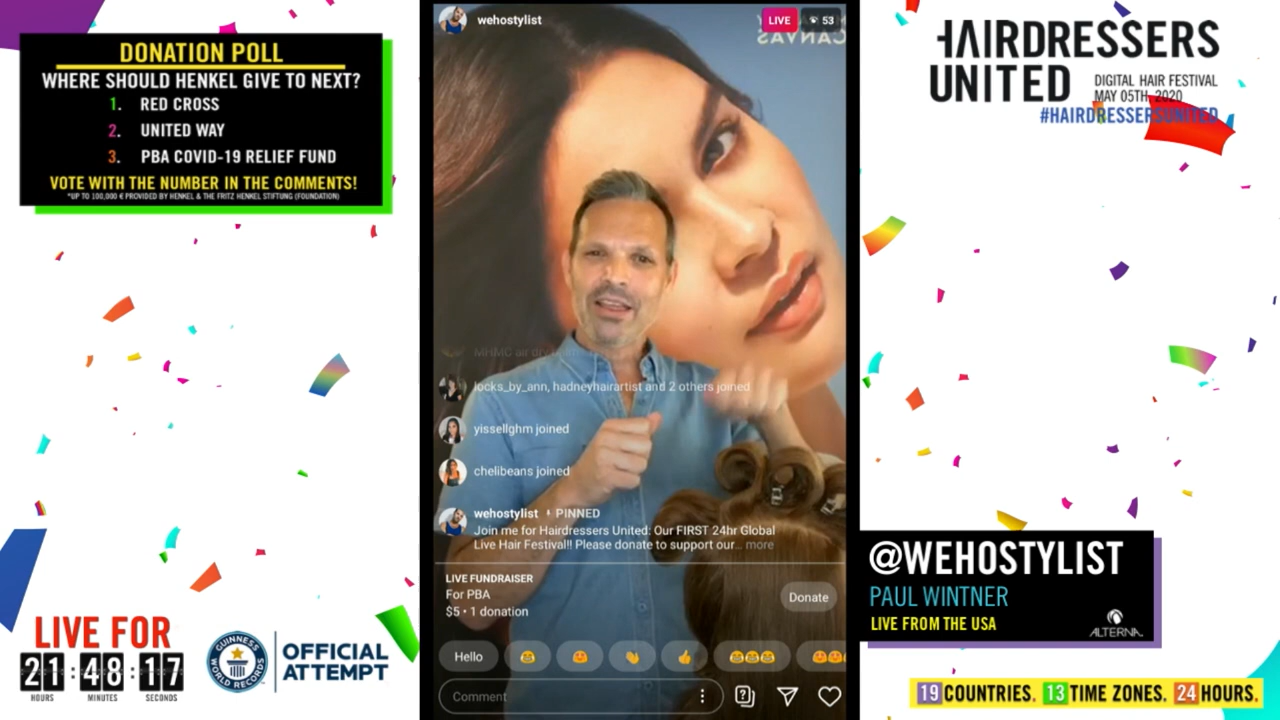 DONATION POLL
WHERE SHOULD HENKEL GIVE TO NEXT?
1. RED CROSS
2. UNITED WAY
3. PBA COVID-19 RELIEF FUND
VOTE WITH THE NUMBER IN THE COMMENTS!
*UP TO 100,000 € PROVIDED BY HENKEL & THE FRITZ HENKEL STIFTUNG (FOUNDATION)
LIVE FOR
21:48:17
HOURS MINUTES SECONDS
GUINNESS WORLD RECORDS
OFFICIAL
ATTEMPT
wehostylist
LIVE
53
CANVAS
MHMC air dry
locks_by_ann, hadneyhairartist and 2 others joined
yissellghm joined
chelibeans joined
wehostylist PINNED
Join me for Hairdressers United: Our FIRST 24hr Global
Live Hair Festival!! Please donate to support our... more
LIVE FUNDRAISER
For PBA
$5 • 1 donation
Donate
Hello
Comment
HAIRDRESSERS
UNITED
DIGITAL HAIR FESTIVAL
MAY 05TH, 2020
#HAIRDRESSERSUNITED
@WEHOSTYLIST
PAUL WINTNER
LIVE FROM THE USA
ALTERNA
19 COUNTRIES. 13 TIME ZONES. 24 HOURS.